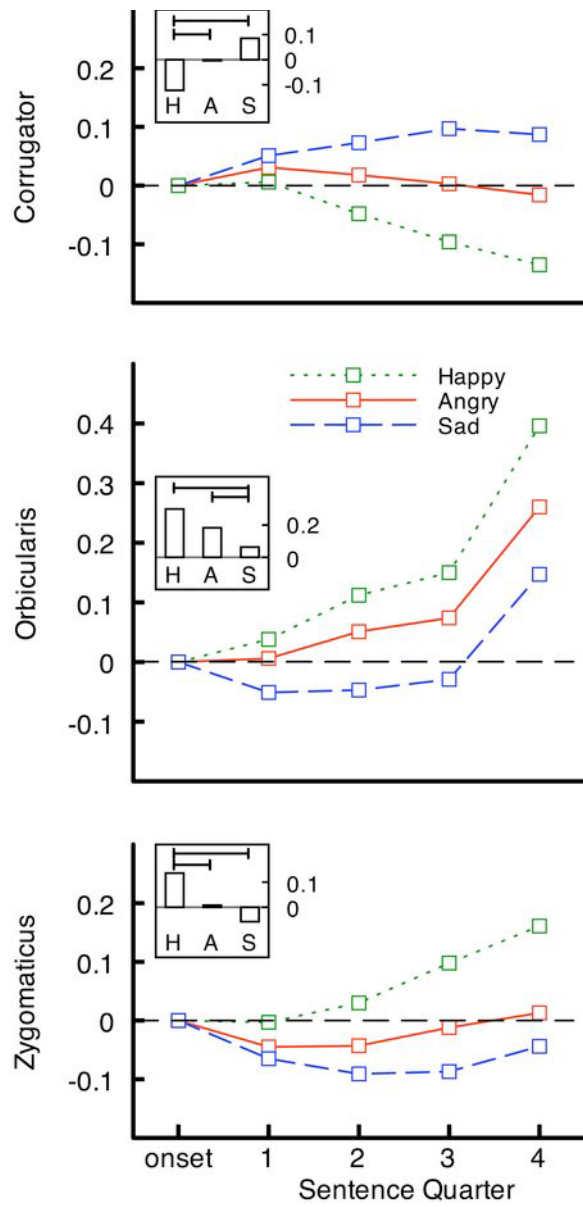 Corrugator
0.2
0.1
0
-0.1
0.1
0
-0.1
H A S
Orbicularis
0.4
0.3
0.2
0.1
0
-0.1
Happy
Angry
Sad
0.2
0
H A S
Zygomaticus
0.2
0.1
0
-0.1
0.1
0
H A S
onset 1 2 3 4
Sentence Quarter